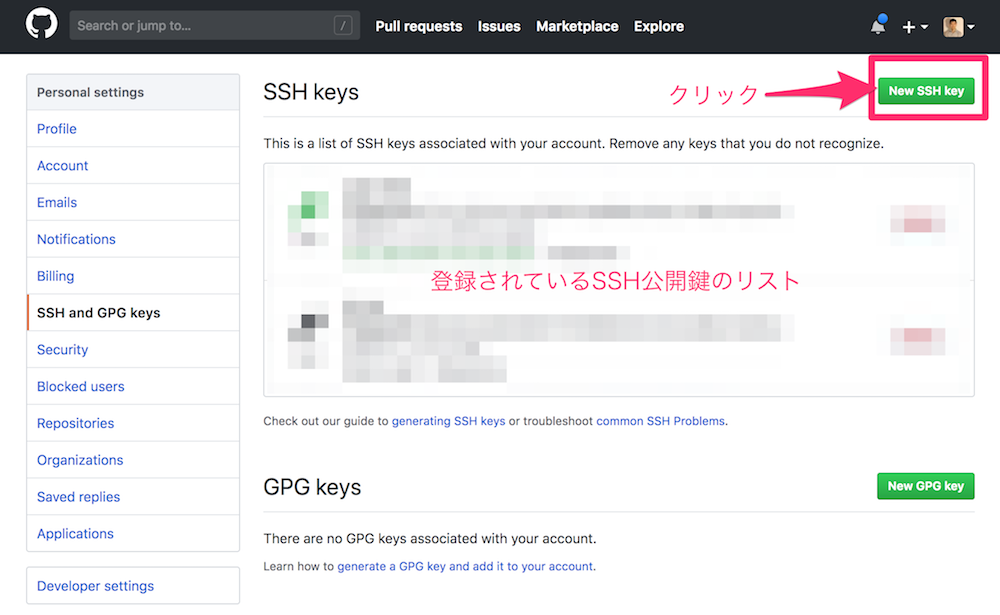 Search or jump to...
/
Pull requests
Issues
Marketplace
Explore
Personal settings
Profile
Account
Emails
Notifications
Billing
SSH and GPG keys
Security
Blocked users
Repositories
Organizations
Saved replies
Applications
Developer settings
SSH keys
クリック
New SSH key
This is a list of SSH keys associated with your account. Remove any keys that you do not recognize.
登録されているSSH公開鍵のリスト
Check out our guide to generating SSH keys or troubleshoot common SSH Problems.
GPG keys
New GPG key
There are no GPG keys associated with your account.
Learn how to generate a GPG key and add it to your account.